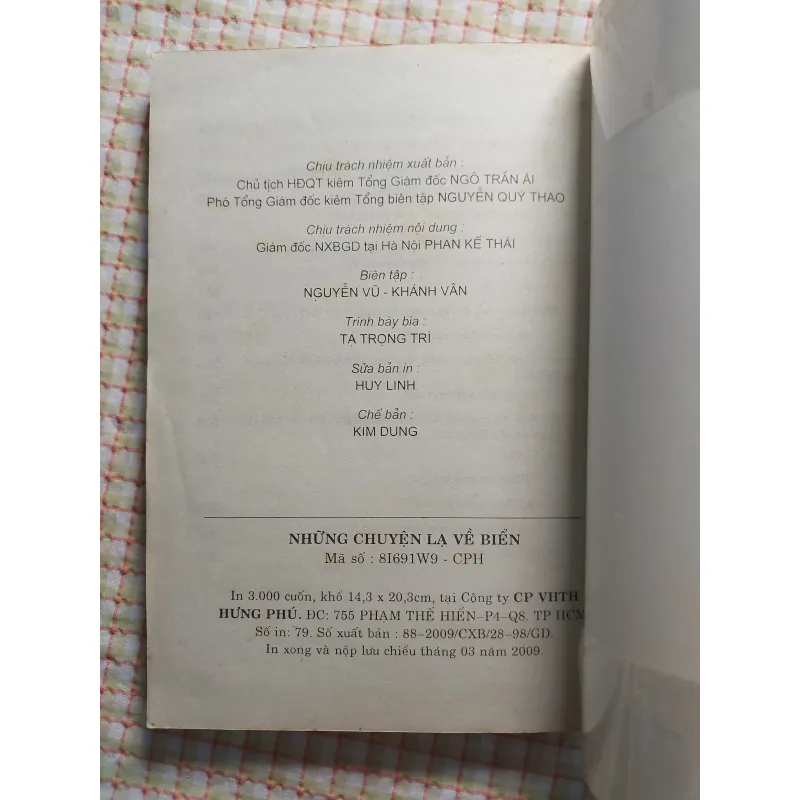 Chịu trách nhiệm xuất bản :
Chủ tịch HĐQT kiêm Tổng Giám đốc NGÔ TRẦN ÁI
Phó Tổng Giám đốc kiêm Tổng biên tập NGUYỄN QUÝ THAO
Chịu trách nhiệm nội dung :
Giám đốc NXBGD tại Hà Nội PHAN KẾ THÁI
Biên tập :
NGUYỄN VŨ - KHÁNH VÂN
Trình bày bìa :
TẠ TRỌNG TRÍ
Sửa bản in :
HUY LINH
Chế bản :
KIM DUNG
NHỮNG CHUYỆN LẠ VỀ BIỂN
Mã số : 8I691W9 - CPH
In 3.000 cuốn, khổ 14,3 x 20,3cm, tại Công ty CP VHTH
HƯNG PHÚ. ĐC: 755 PHẠM THẾ HIỂN–P4–Q8. TP HCM
Số in: 79. Số xuất bản : 88–2009/CXB/28–98/GD.
In xong và nộp lưu chiểu tháng 03 năm 2009.